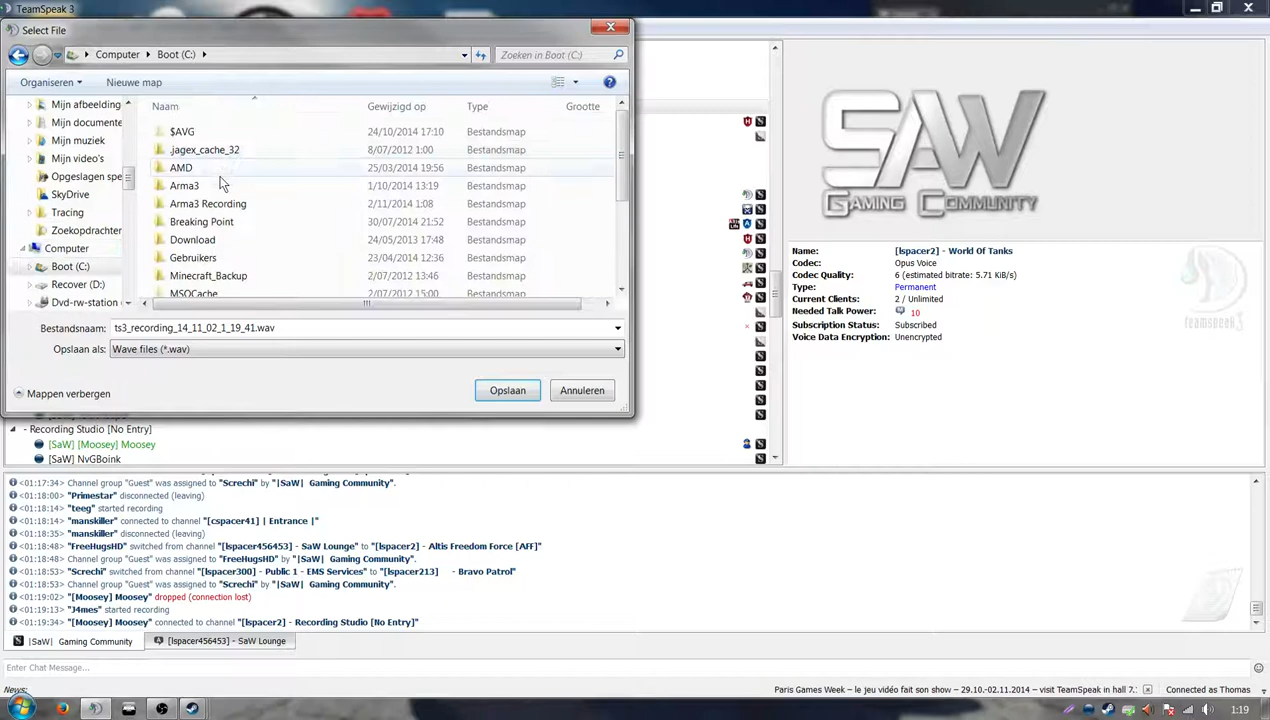 TeamSpeak 3
Select File
Computer Boot (C:)
Zoeken in Boot (C:)
Organiseren Nieuwe map
Naam Gewijzigd op Type Grootte
Mijn afbeelding
Mijn documente
Mijn muziek
Mijn video's
Opgeslagen spe
SkyDrive
Tracing
Zoekopdrachter
Computer
Boot (C:)
Recover (D:)
Dvd-rw-station
$AVG 24/10/2014 17:10 Bestandsmap
.jagex_cache_32 8/07/2012 1:00 Bestandsmap
AMD 25/03/2014 19:56 Bestandsmap
Arma3 1/10/2014 13:19 Bestandsmap
Arma3 Recording 2/11/2014 1:08 Bestandsmap
Breaking Point 30/07/2014 21:52 Bestandsmap
Download 24/05/2013 17:48 Bestandsmap
Gebruikers 23/04/2014 12:36 Bestandsmap
Minecraft_Backup 2/07/2012 13:46 Bestandsmap
MSOCache 2/07/2012 15:00 Bestandsmap
Bestandsnaam: ts3_recording_14_11_02_1_19_41.wav
Opslaan als: Wave files (*.wav)
Mappen verbergen
Opslaan Annuleren
SAW
GAMING COMMUNITY
Name: [lspacer2] - World Of Tanks
Codec: Opus Voice
Codec Quality: 6 (estimated bitrate: 5.71 KiB/s)
Type: Permanent
Current Clients: 2 / Unlimited
Needed Talk Power: 10
Subscription Status: Subscribed
Voice Data Encryption: Unencrypted
teamspeak3
- Recording Studio [No Entry]
[SaW] [Moosey] Moosey
[SaW] NvGBoink
<01:17:34> Channel group "Guest" was assigned to "Screchi" by "|SaW| Gaming Community".
<01:18:00> "Primestar" disconnected (leaving)
<01:18:14> "teeg" started recording
<01:18:14> "manskiller" connected to channel "[cspacer41] | Entrance |"
<01:18:35> "manskiller" disconnected (leaving)
<01:18:48> "FreeHugsHD" switched from channel "[lspacer456453] - SaW Lounge" to "[lspacer2] - Altis Freedom Force [AFF]"
<01:18:48> Channel group "Guest" was assigned to "FreeHugsHD" by "|SaW| Gaming Community".
<01:18:53> "Screchi" switched from channel "[lspacer300] - Public 1 - EMS Services" to "[lspacer213] - Bravo Patrol"
<01:18:53> Channel group "Guest" was assigned to "Screchi" by "|SaW| Gaming Community".
<01:19:02> "[Moosey] Moosey" dropped (connection lost)
<01:19:13> "J4mes" started recording
<01:19:34> "[Moosey] Moosey" connected to channel "[lspacer2] - Recording Studio [No Entry]"
|SaW| Gaming Community [lspacer456453] - SaW Lounge
Enter Chat Message...
News: Paris Games Week – le jeu vidéo fait son show – 29.10.-02.11.2014 – visit TeamSpeak in hall 7. Connected as Thomas
1:19